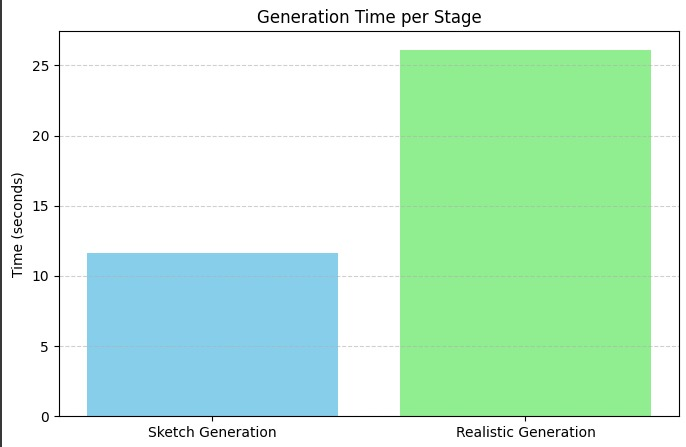 Generation Time per Stage
Time (seconds)
25
20
15
10
5
0
Sketch Generation Realistic Generation